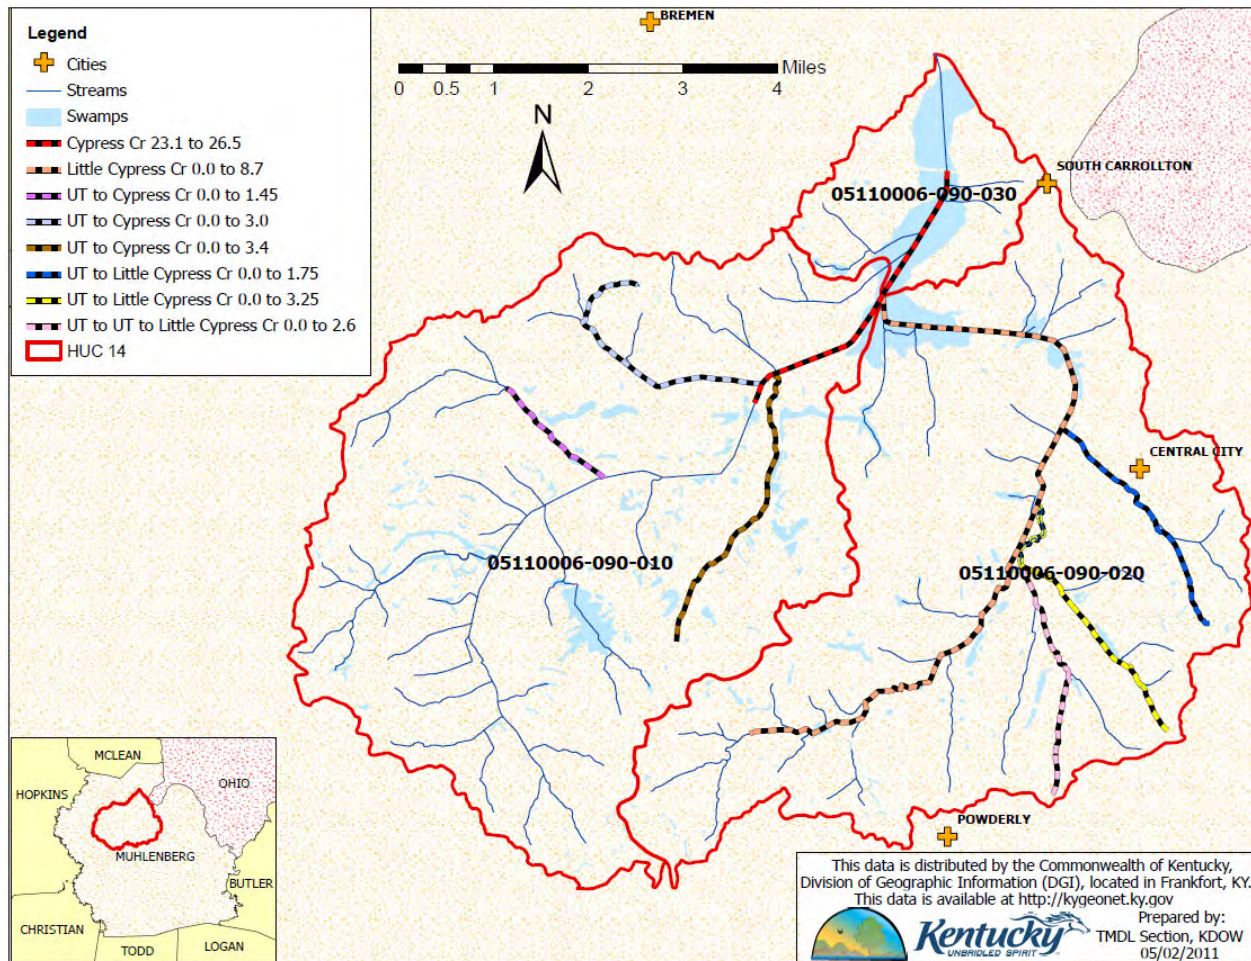 BREMEN
Legend
Cities
Streams
Swamps
Cypress Cr 23.1 to 26.5
Little Cypress Cr 0.0 to 8.7
UT to Cypress Cr 0.0 to 1.45
UT to Cypress Cr 0.0 to 3.0
UT to Cypress Cr 0.0 to 3.4
UT to Little Cypress Cr 0.0 to 1.75
UT to Little Cypress Cr 0.0 to 3.25
UT to UT to Little Cypress Cr 0.0 to 2.6
HUC 14
Miles
0 0.5 1 2 3 4
N
SOUTH CARROLLTON
05110006-090-030
CENTRAL CITY
05110006-090-010
05110006-090-020
POWDERLY
MCLEAN
OHIO
HOPKINS
MUHLENBERG
BUTLER
CHRISTIAN
TODD
LOGAN
This data is distributed by the Commonwealth of Kentucky,
Division of Geographic Information (DGI), located in Frankfort, KY.
This data is available at http://kygeonet.ky.gov
Kentucky
UNBRIDLED SPIRIT™
Prepared by:
TMDL Section, KDOW
05/02/2011